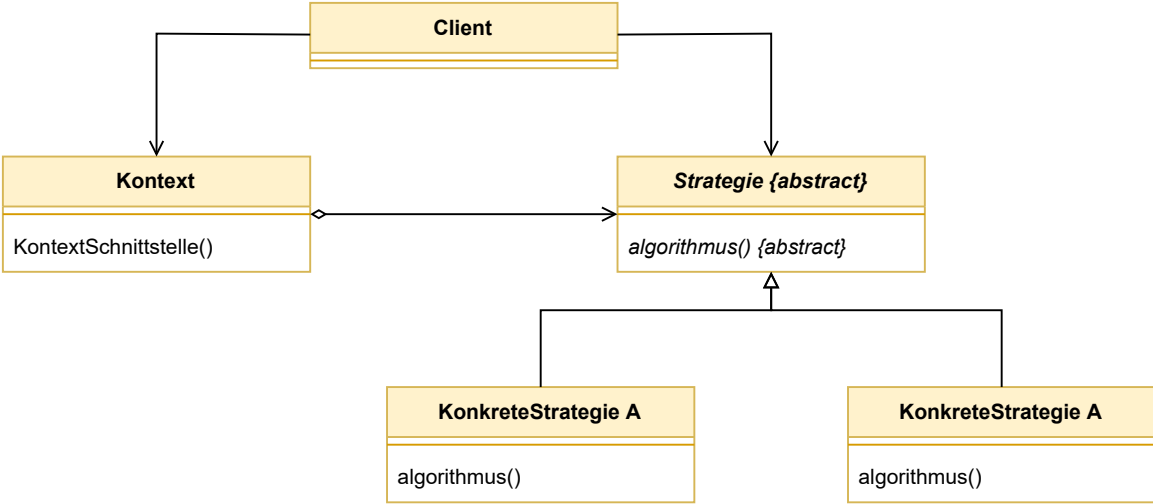 Client
Kontext
KontextSchnittstelle()
Strategie {abstract}
algorithmus() {abstract}
KonkreteStrategie A
algorithmus()
KonkreteStrategie A
algorithmus()